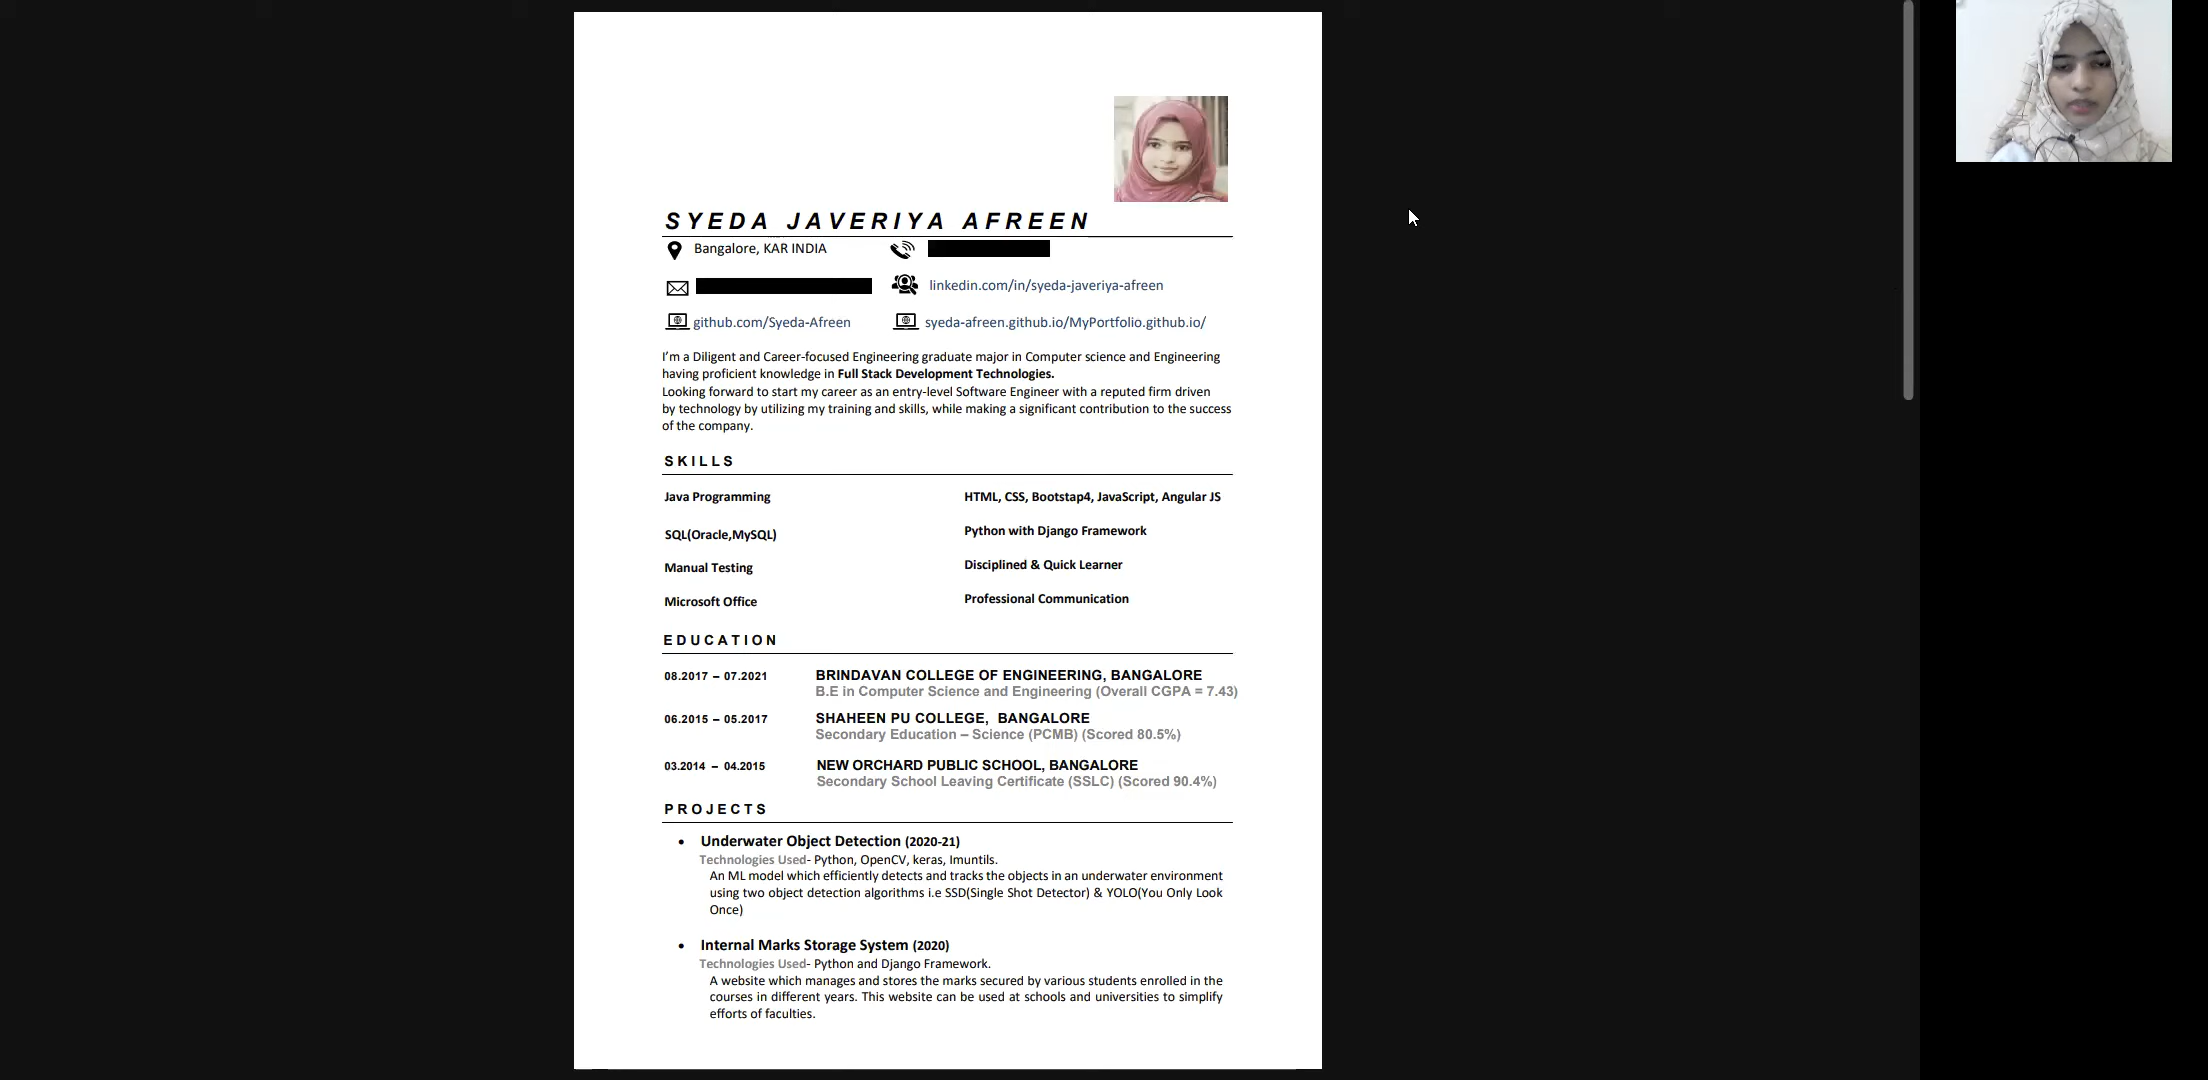 SYEDA JAVERIYA AFREEN
Bangalore, KAR INDIA
linkedin.com/in/syeda-javeriya-afreen
github.com/Syeda-Afreen
syeda-afreen.github.io/MyPortfolio.github.io/
I'm a Diligent and Career-focused Engineering graduate major in Computer science and Engineering
having proficient knowledge in Full Stack Development Technologies.
Looking forward to start my career as an entry-level Software Engineer with a reputed firm driven
by technology by utilizing my training and skills, while making a significant contribution to the success
of the company.
SKILLS
Java Programming
HTML, CSS, Bootstap4, JavaScript, Angular JS
SQL(Oracle,MySQL)
Python with Django Framework
Manual Testing
Disciplined & Quick Learner
Microsoft Office
Professional Communication
EDUCATION
08.2017 – 07.2021 BRINDAVAN COLLEGE OF ENGINEERING, BANGALORE
B.E in Computer Science and Engineering (Overall CGPA = 7.43)
06.2015 – 05.2017 SHAHEEN PU COLLEGE, BANGALORE
Secondary Education – Science (PCMB) (Scored 80.5%)
03.2014 – 04.2015 NEW ORCHARD PUBLIC SCHOOL, BANGALORE
Secondary School Leaving Certificate (SSLC) (Scored 90.4%)
PROJECTS
• Underwater Object Detection (2020-21)
Technologies Used- Python, OpenCV, keras, Imuntils.
An ML model which efficiently detects and tracks the objects in an underwater environment
using two object detection algorithms i.e SSD(Single Shot Detector) & YOLO(You Only Look
Once)
• Internal Marks Storage System (2020)
Technologies Used- Python and Django Framework.
A website which manages and stores the marks secured by various students enrolled in the
courses in different years. This website can be used at schools and universities to simplify
efforts of faculties.